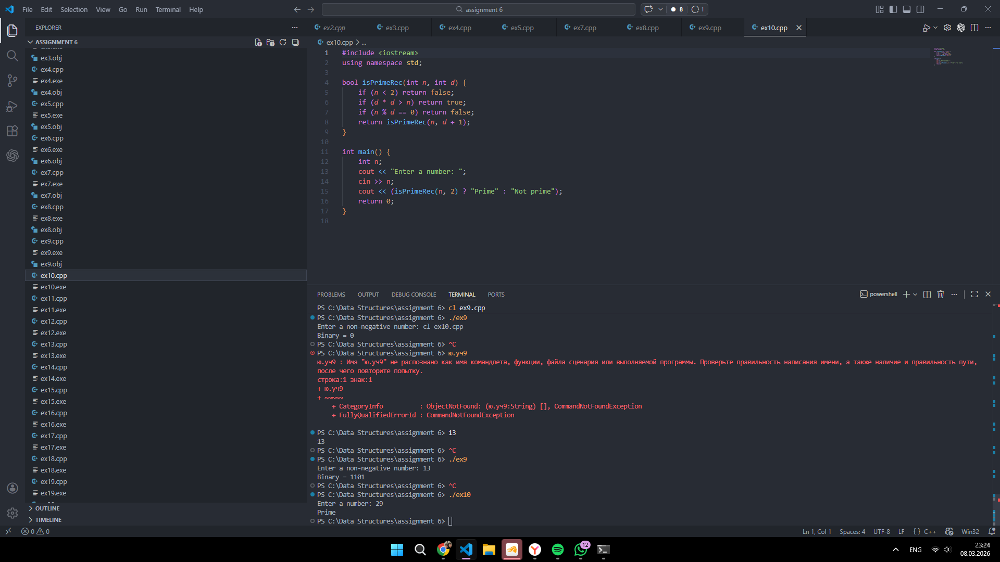 File Edit Selection View Go Run Terminal Help
assignment 6
8
1
EXPLORER
ASSIGNMENT 6
ex3.obj
ex4.cpp
ex4.exe
ex4.obj
ex5.cpp
ex5.exe
ex5.obj
ex6.cpp
ex6.exe
ex6.obj
ex7.cpp
ex7.exe
ex7.obj
ex8.cpp
ex8.exe
ex8.obj
ex9.cpp
ex9.exe
ex9.obj
ex10.cpp
ex10.exe
ex11.cpp
ex11.exe
ex12.cpp
ex12.exe
ex13.cpp
ex13.exe
ex14.cpp
ex14.exe
ex15.cpp
ex15.exe
ex16.cpp
ex16.exe
ex17.cpp
ex17.exe
ex18.cpp
ex18.exe
ex19.cpp
ex19.exe
OUTLINE
TIMELINE
ex2.cpp ex3.cpp ex4.cpp ex5.cpp ex7.cpp ex8.cpp ex9.cpp ex10.cpp
ex10.cpp > ...
1 #include <iostream>
2 using namespace std;
3
4 bool isPrimeRec(int n, int d) {
5 if (n < 2) return false;
6 if (d * d > n) return true;
7 if (n % d == 0) return false;
8 return isPrimeRec(n, d + 1);
9 }
10
11 int main() {
12 int n;
13 cout << "Enter a number: ";
14 cin >> n;
15 cout << (isPrimeRec(n, 2) ? "Prime" : "Not prime");
16 return 0;
17 }
18
PROBLEMS OUTPUT DEBUG CONSOLE TERMINAL PORTS
powershell
PS C:\Data Structures\assignment 6> cl ex9.cpp
PS C:\Data Structures\assignment 6> ./ex9
Enter a non-negative number: cl ex10.cpp
Binary = 0
PS C:\Data Structures\assignment 6> ^C
PS C:\Data Structures\assignment 6> ю.уч9
ю.уч9 : Имя "ю.уч9" не распознано как имя командлета, функции, файла сценария или выполняемой программы. Проверьте правильность написания имени, а также наличие и правильность пути,
после чего повторите попытку.
строка:1 знак:1
+ ю.уч9
+ ~~~~~
+ CategoryInfo : ObjectNotFound: (ю.уч9:String) [], CommandNotFoundException
+ FullyQualifiedErrorId : CommandNotFoundException
PS C:\Data Structures\assignment 6> 13
13
PS C:\Data Structures\assignment 6> ^C
PS C:\Data Structures\assignment 6> ./ex9
Enter a non-negative number: 13
Binary = 1101
PS C:\Data Structures\assignment 6> ^C
PS C:\Data Structures\assignment 6> ./ex10
Enter a number: 29
Prime
PS C:\Data Structures\assignment 6>
0 0
Ln 1, Col 1 Spaces: 4 UTF-8 LF { } C++ Win32
12
ENG
23:24
08.03.2026